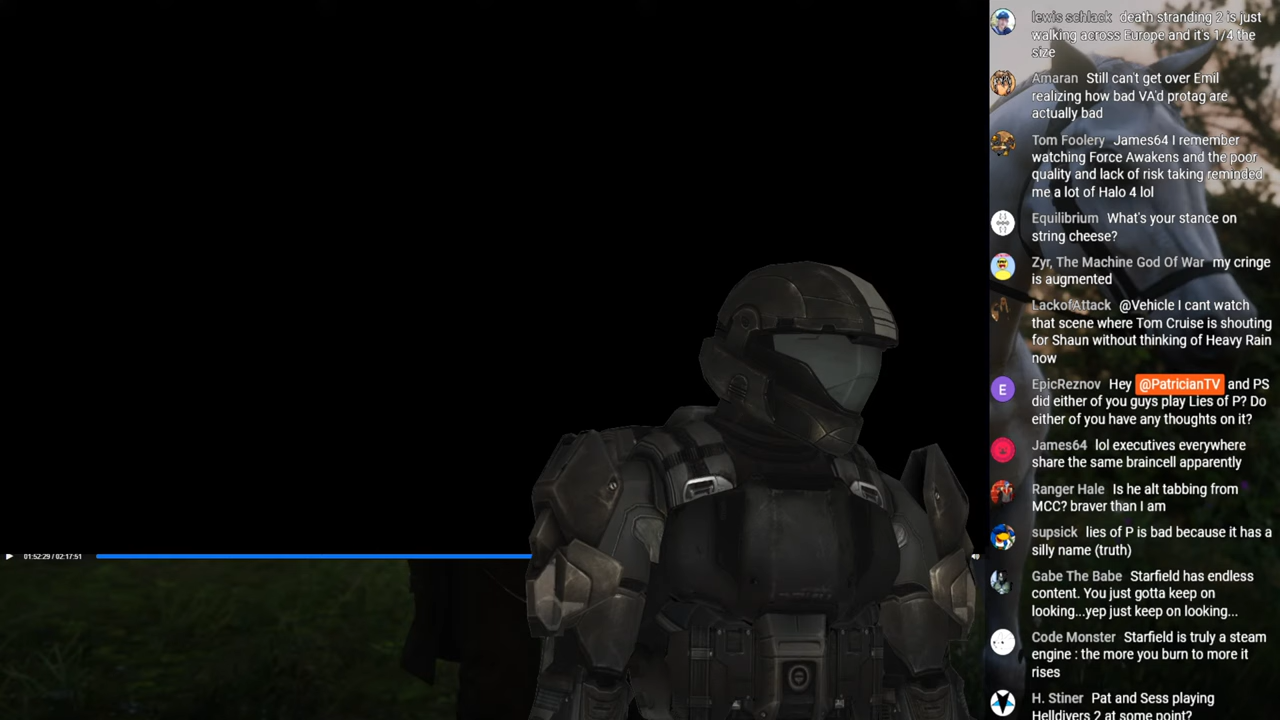 lewis schlack death stranding 2 is just
walking across Europe and it's 1/4 the
size
Amaran Still can't get over Emil
realizing how bad VA'd protag are
actually bad
Tom Foolery James64 I remember
watching Force Awakens and the poor
quality and lack of risk taking reminded
me a lot of Halo 4 lol
Equilibrium What's your stance on
string cheese?
Zyr, The Machine God Of War my cringe
is augmented
LackofAttack @Vehicle I cant watch
that scene where Tom Cruise is shouting
for Shaun without thinking of Heavy Rain
now
E
EpicReznov Hey @PatricianTV and PS
did either of you guys play Lies of P? Do
either of you have any thoughts on it?
James64 lol executives everywhere
share the same braincell apparently
Ranger Hale Is he alt tabbing from
MCC? braver than I am
supsick lies of P is bad because it has a
silly name (truth)
01:52:29 / 02:17:51
Gabe The Babe Starfield has endless
content. You just gotta keep on
looking...yep just keep on looking...
Code Monster Starfield is truly a steam
engine : the more you burn to more it
rises
H. Stiner Pat and Sess playing
Helldivers 2 at some point?